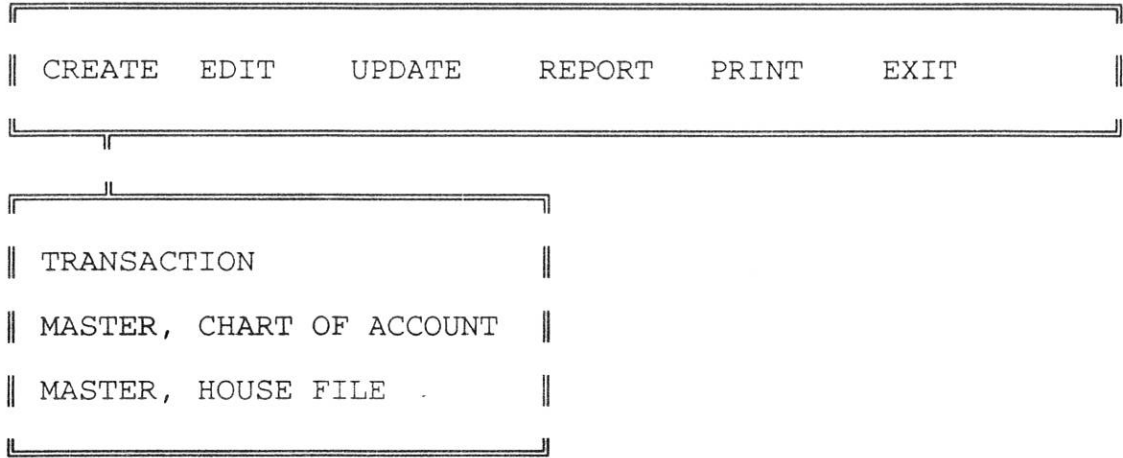 CREATE EDIT UPDATE REPORT PRINT EXIT
TRANSACTION
MASTER, CHART OF ACCOUNT
MASTER, HOUSE FILE